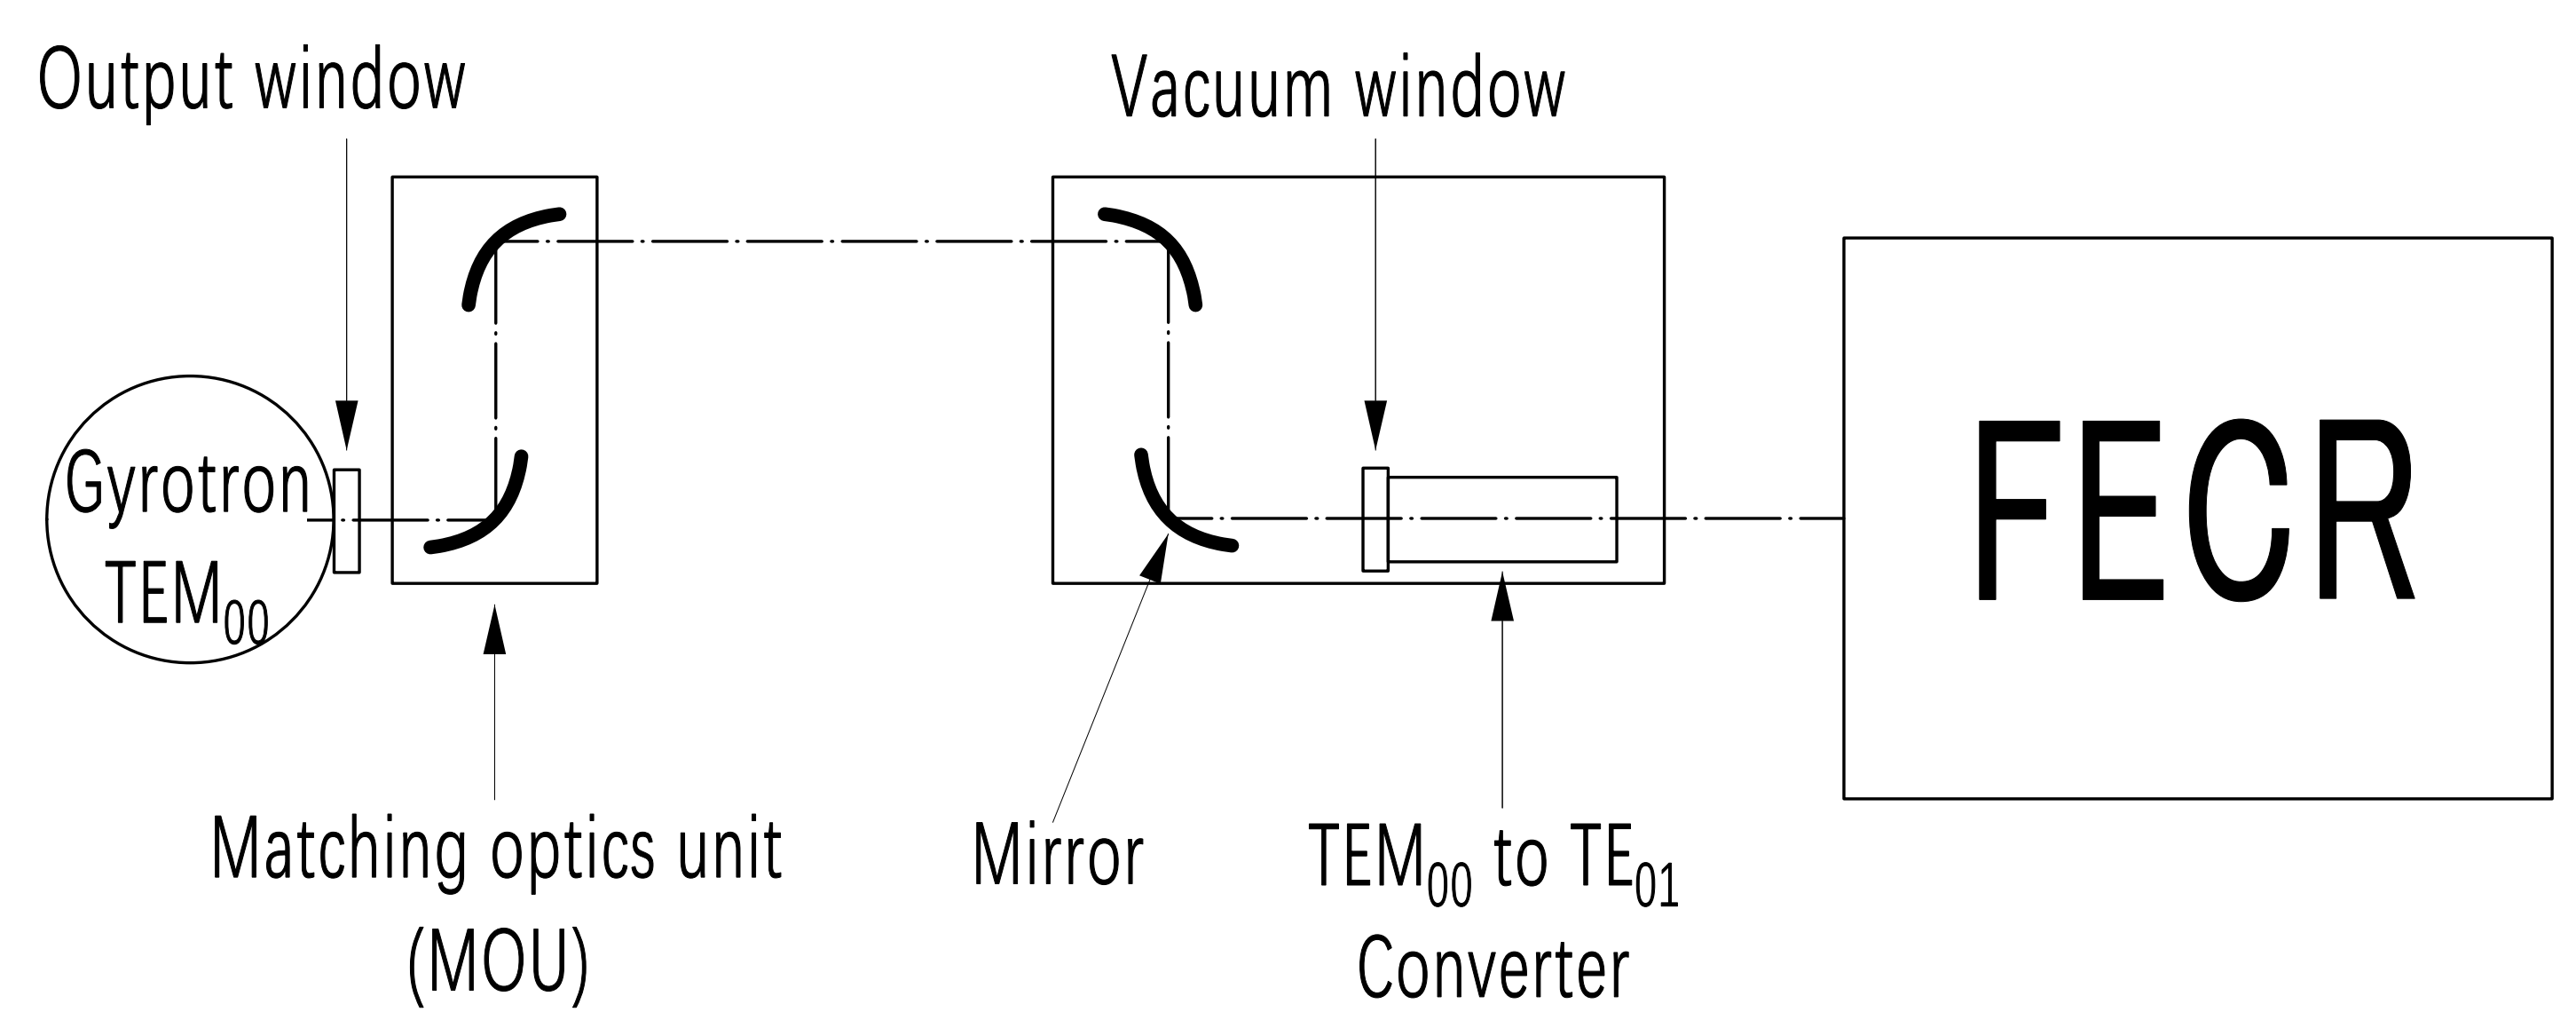 Output window
Vacuum window
Gyrotron
TEM₀₀
FECR
Matching optics unit
(MOU)
Mirror
TEM₀₀ to TE₀₁
Converter